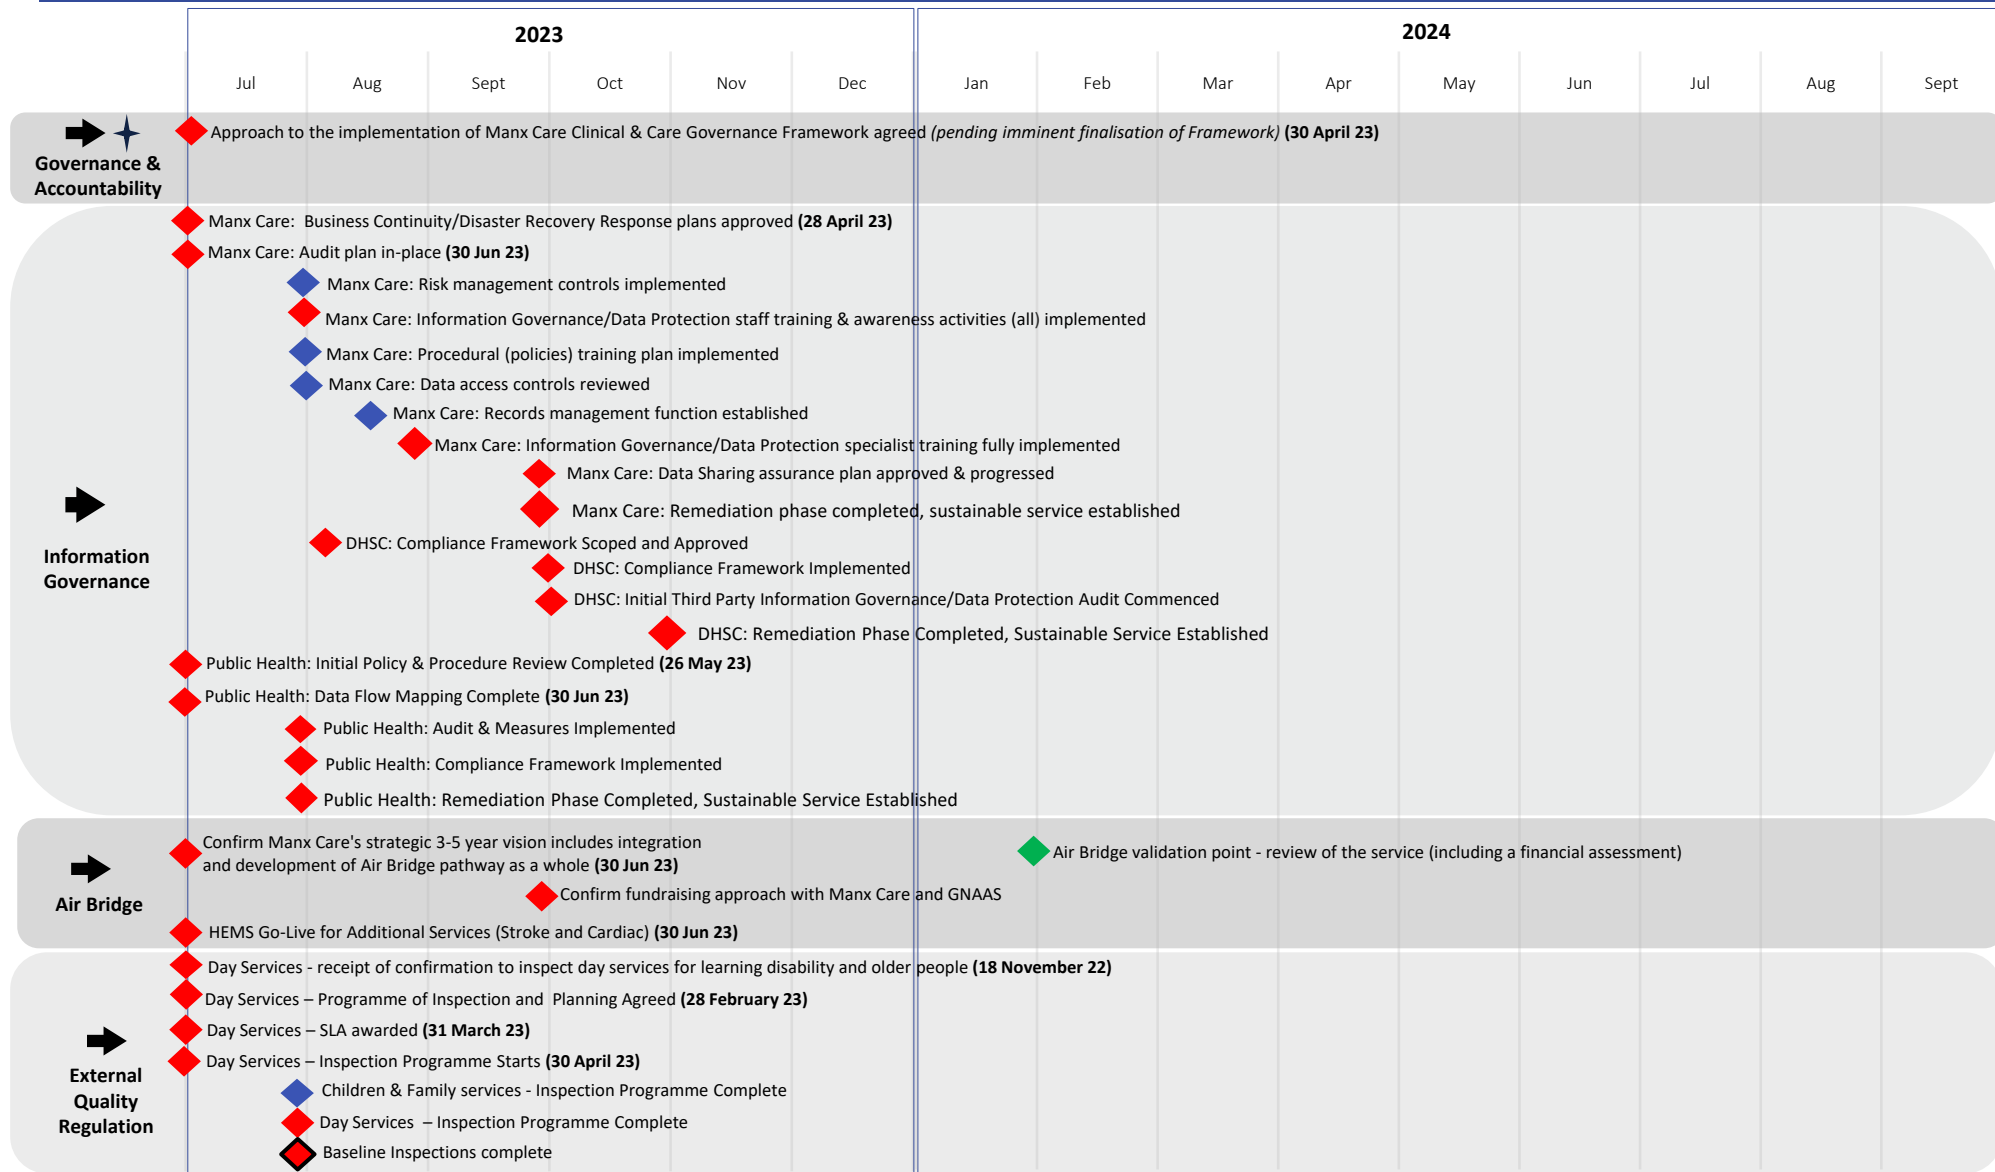 2023
2024
Jul
Aug
Sept
Oct
Nov
Dec
Jan
Feb
Mar
Apr
May
Jun
Jul
Aug
Sept
Governance &
Accountability
Approach to the implementation of Manx Care Clinical & Care Governance Framework agreed (pending imminent finalisation of Framework) (30 April 23)
Information
Governance
Manx Care:  Business Continuity/Disaster Recovery Response plans approved (28 April 23)
Manx Care: Audit plan in-place (30 Jun 23)
Manx Care: Risk management controls implemented
Manx Care: Information Governance/Data Protection staff training & awareness activities (all) implemented
Manx Care: Procedural (policies) training plan implemented
Manx Care: Data access controls reviewed
Manx Care: Records management function established
Manx Care: Information Governance/Data Protection specialist training fully implemented
Manx Care: Data Sharing assurance plan approved & progressed
Manx Care: Remediation phase completed, sustainable service established
DHSC: Compliance Framework Scoped and Approved
DHSC: Compliance Framework Implemented
DHSC: Initial Third Party Information Governance/Data Protection Audit Commenced
DHSC: Remediation Phase Completed, Sustainable Service Established
Public Health: Initial Policy & Procedure Review Completed (26 May 23)
Public Health: Data Flow Mapping Complete (30 Jun 23)
Public Health: Audit & Measures Implemented
Public Health: Compliance Framework Implemented
Public Health: Remediation Phase Completed, Sustainable Service Established
Air Bridge
Confirm Manx Care's strategic 3-5 year vision includes integration
and development of Air Bridge pathway as a whole (30 Jun 23)
Air Bridge validation point - review of the service (including a financial assessment)
Confirm fundraising approach with Manx Care and GNAAS
HEMS Go-Live for Additional Services (Stroke and Cardiac) (30 Jun 23)
External
Quality
Regulation
Day Services - receipt of confirmation to inspect day services for learning disability and older people (18 November 22)
Day Services – Programme of Inspection and  Planning Agreed (28 February 23)
Day Services – SLA awarded (31 March 23)
Day Services – Inspection Programme Starts (30 April 23)
Children & Family services - Inspection Programme Complete
Day Services  – Inspection Programme Complete
Baseline Inspections complete